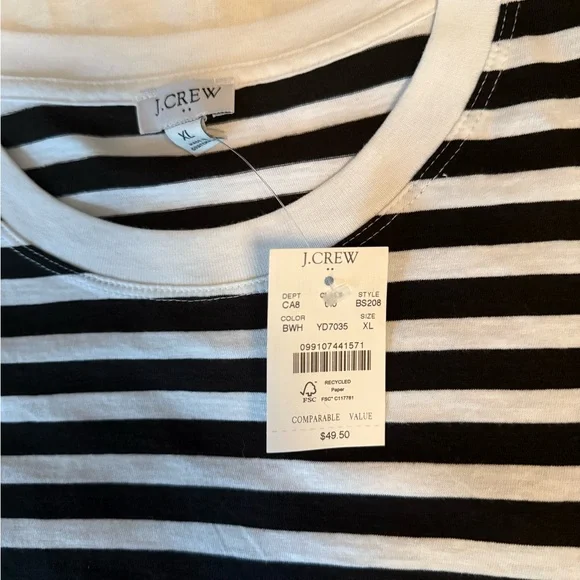 J.CREW
XL
J.CREW
DEPT STYLE
CA8 BS208
COLOR SIZE
BWH YD7035 XL
099107441571
FSC
RECYCLED
Paper
FSC® C117781
COMPARABLE VALUE
$49.50